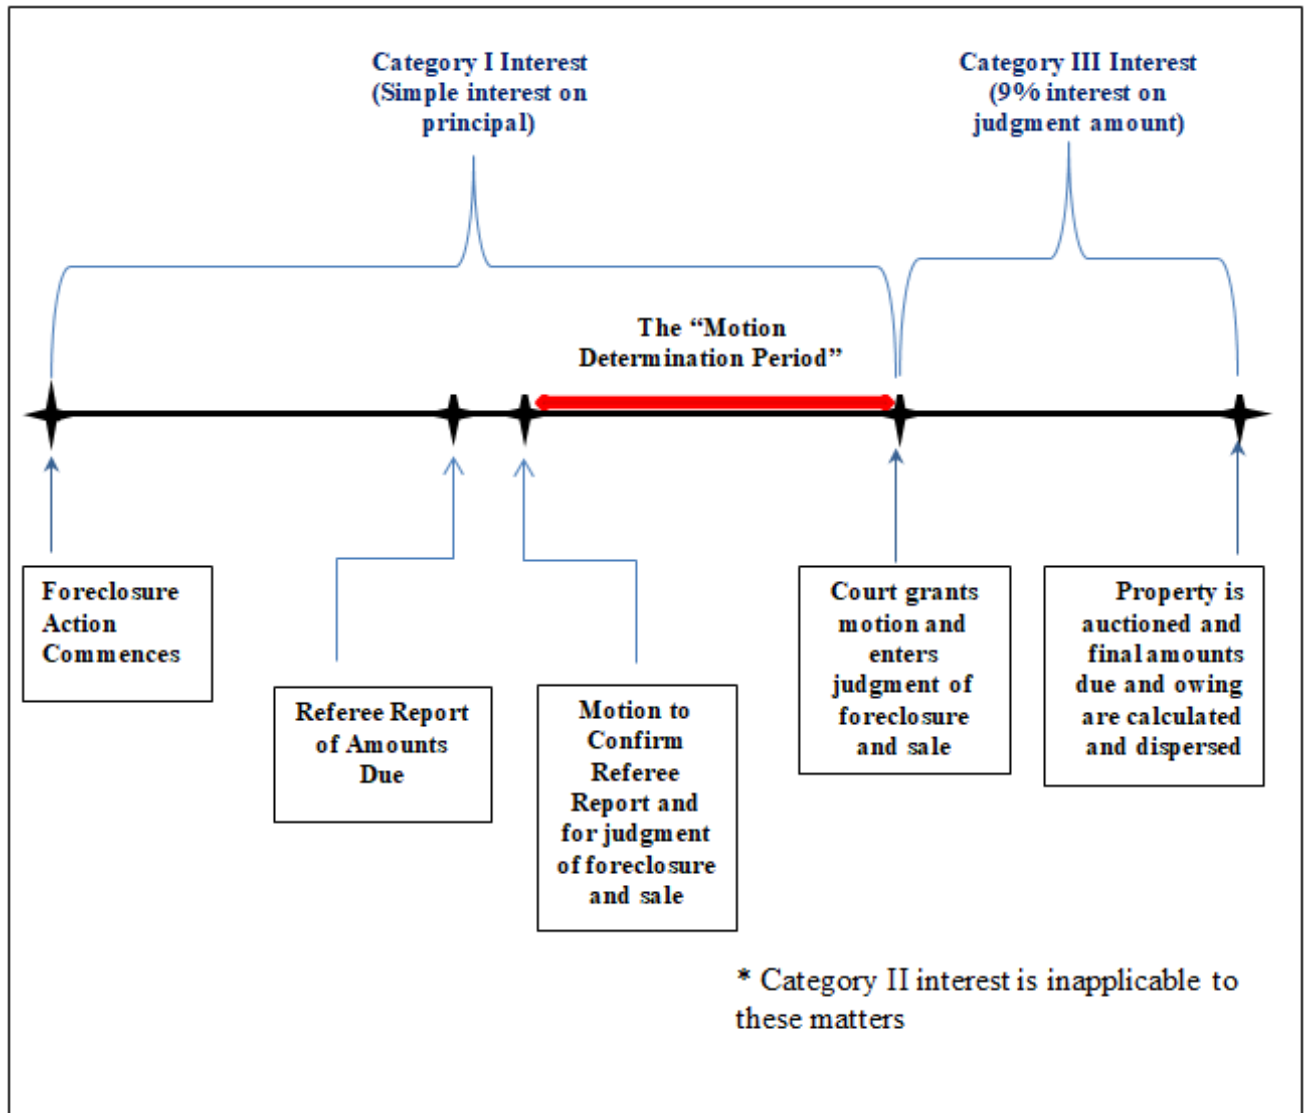 Category I Interest
(Simple interest on
principal)
Category III Interest
(9% interest on
judgment amount)
The “Motion
Determination Period”
Foreclosure
Action
Commences
Referee Report
of Amounts
Due
Motion to
Confirm
Referee
Report and
for judgment
of foreclosure
and sale
Court grants
motion and
enters
judgment of
foreclosure
and sale
Property is
auctioned and
final amounts
due and owing
are calculated
and dispersed
* Category II interest is inapplicable to
these matters